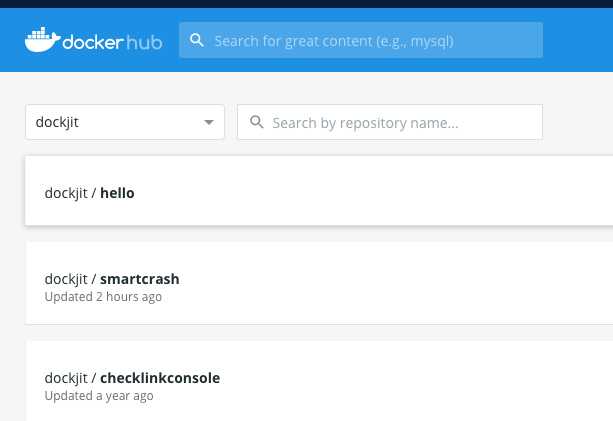 dockerhub
Search for great content (e.g., mysql)
dockjit
Search by repository name...
dockjit / hello
dockjit / smartcrash
Updated 2 hours ago
dockjit / checklinkconsole
Updated a year ago